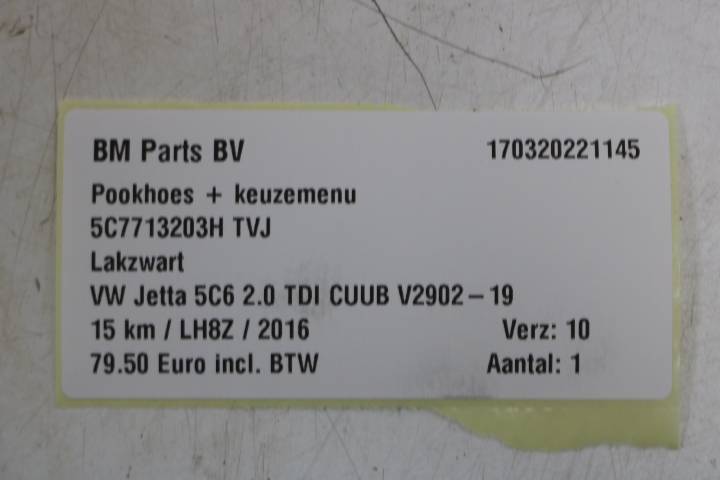 BM Parts BV 170320221145
Pookhoes + keuzemenu
5C7713203H TVJ
Lakzwart
VW Jetta 5C6 2.0 TDI CUUB V2902-19
15 km / LH8Z / 2016 Verz: 10
79.50 Euro incl. BTW Aantal: 1